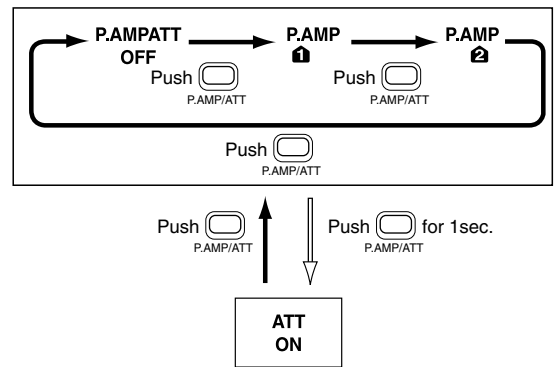 P.AMPATT
OFF
P.AMP
1
P.AMP
2
Push
P.AMP/ATT
Push
P.AMP/ATT
Push
P.AMP/ATT
Push
P.AMP/ATT
Push for 1sec.
P.AMP/ATT
ATT
ON